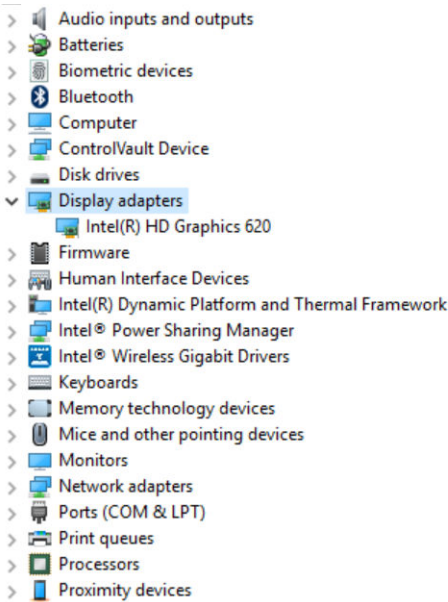 Audio inputs and outputs
Batteries
Biometric devices
Bluetooth
Computer
ControlVault Device
Disk drives
Display adapters
Intel(R) HD Graphics 620
Firmware
Human Interface Devices
Intel(R) Dynamic Platform and Thermal Framework
Intel® Power Sharing Manager
Intel® Wireless Gigabit Drivers
Keyboards
Memory technology devices
Mice and other pointing devices
Monitors
Network adapters
Ports (COM & LPT)
Print queues
Processors
Proximity devices